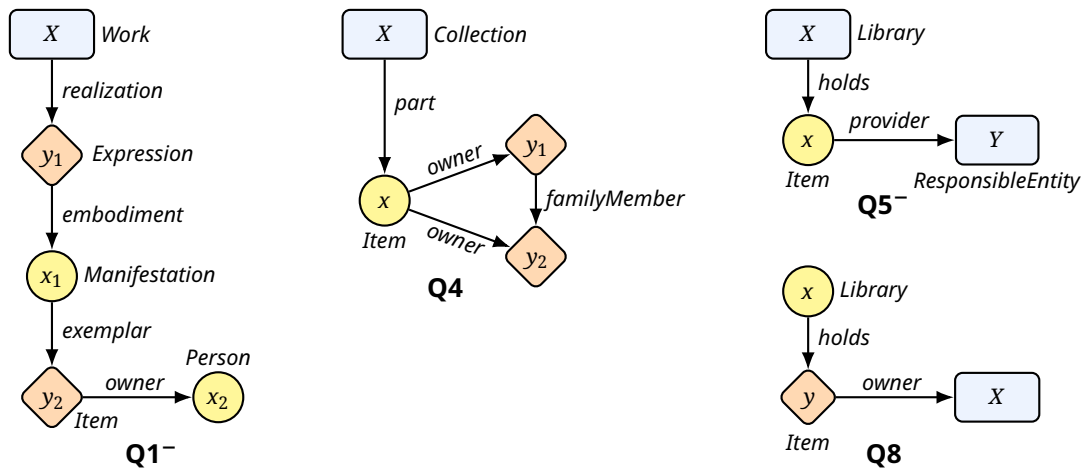 X Work
realization
y₁ Expression
embodiment
x₁ Manifestation
exemplar
Person
y₂ owner x₂
Item
Q1⁻
X Collection
part
owner y₁
x familyMember
Item owner y₂
Q4
X Library
holds
x provider Y
Item ResponsibleEntity
Q5⁻
x Library
holds
y owner X
Item Q8